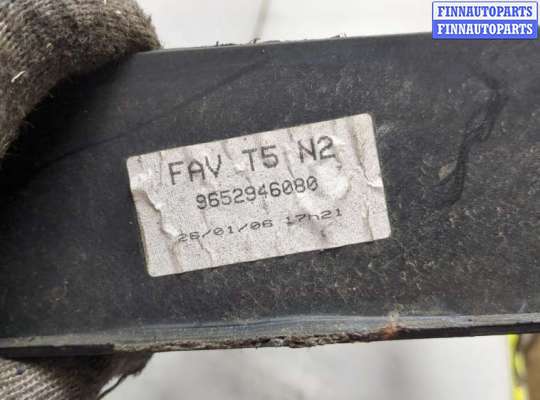 FINNAUTOPARTS
FINNAUTOPARTS
FAV T5 N2
9652946080
26/01/06 17h21